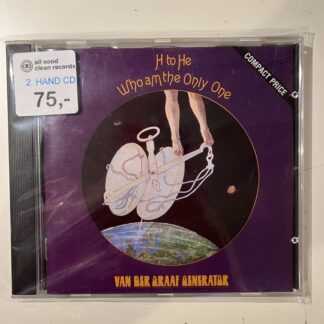 all good
clean records
2. HAND CD
75,-
H to He
Who am the Only One
COMPACT PRICE
VAN DER GRAAF GENERATOR